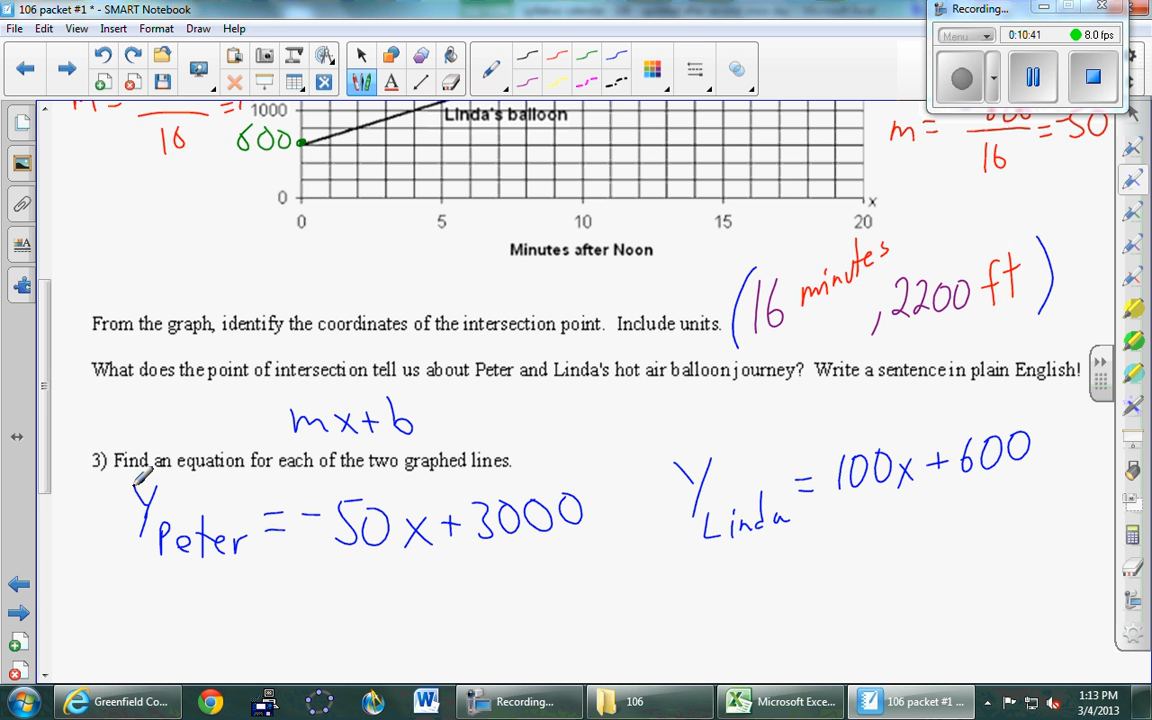 106 packet #1 * - SMART Notebook
Recording...
File Edit View Insert Format Draw Help
Menu
0:10:41
8.0 fps
1000
Linda's balloon
600
16
m =
16
= -50
0
x
0 5 10 15 20
Minutes after Noon
(16 minutes, 2200 ft)
From the graph, identify the coordinates of the intersection point. Include units.
What does the point of intersection tell us about Peter and Linda's hot air balloon journey? Write a sentence in plain English!
mx+b
3) Find an equation for each of the two graphed lines.
y Peter = -50x+3000
y Linda = 100x+600
Greenfield Co...
Recording...
106
Microsoft Exce...
106 packet #1 ...
1:13 PM
3/4/2013